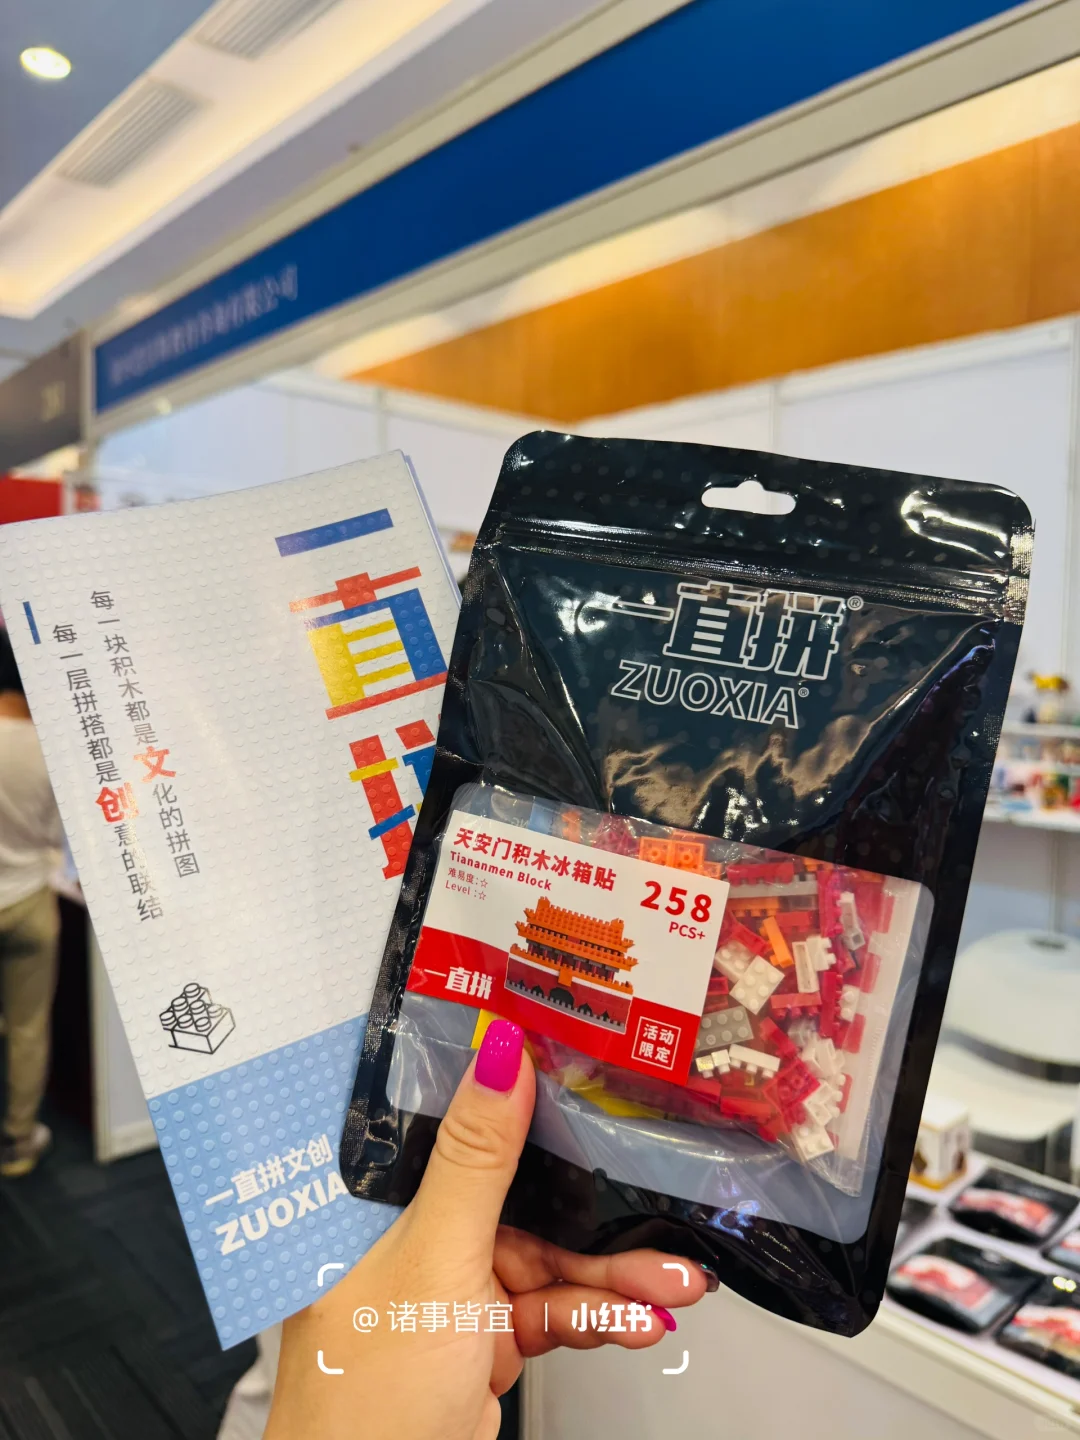 每一块积木都是文化的拼图
每一层拼搭都是创意的联结
一直拼
一直拼文创
ZUOXIA
一直拼®
ZUOXIA®
天安门积木冰箱贴
Tiananmen Block
难易度:☆
Level :☆
258
PCS+
一直拼
活动
限定
@ 诸事皆宜 | 小红书